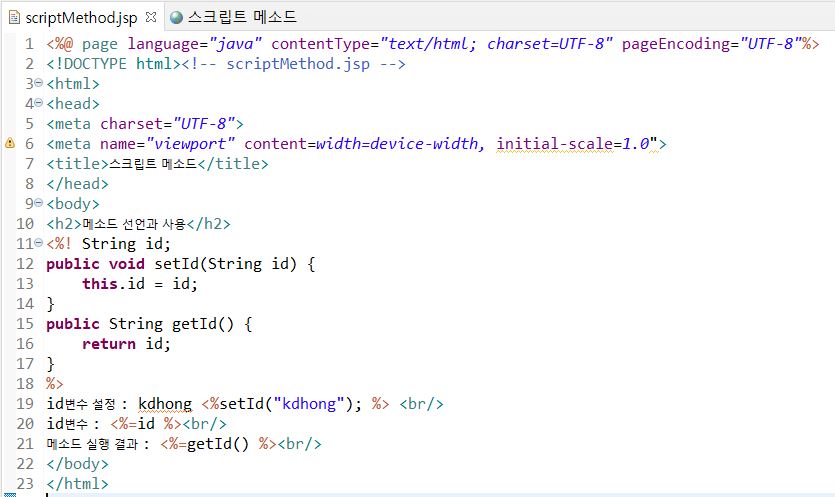 scriptMethod.jsp 스크립트 메소드
1 <%@ page language="java" contentType="text/html; charset=UTF-8" pageEncoding="UTF-8"%>
2 <!DOCTYPE html><!-- scriptMethod.jsp -->
3 <html>
4 <head>
5 <meta charset="UTF-8">
6 <meta name="viewport" content=width=device-width, initial-scale=1.0">
7 <title>스크립트 메소드</title>
8 </head>
9 <body>
10 <h2>메소드 선언과 사용</h2>
11 <%! String id;
12 public void setId(String id) {
13     this.id = id;
14 }
15 public String getId() {
16     return id;
17 }
18 %>
19 id변수 설정 : kdhong <%setId("kdhong"); %> <br/>
20 id변수 : <%=id %><br/>
21 메소드 실행 결과 : <%=getId() %><br/>
22 </body>
23 </html>